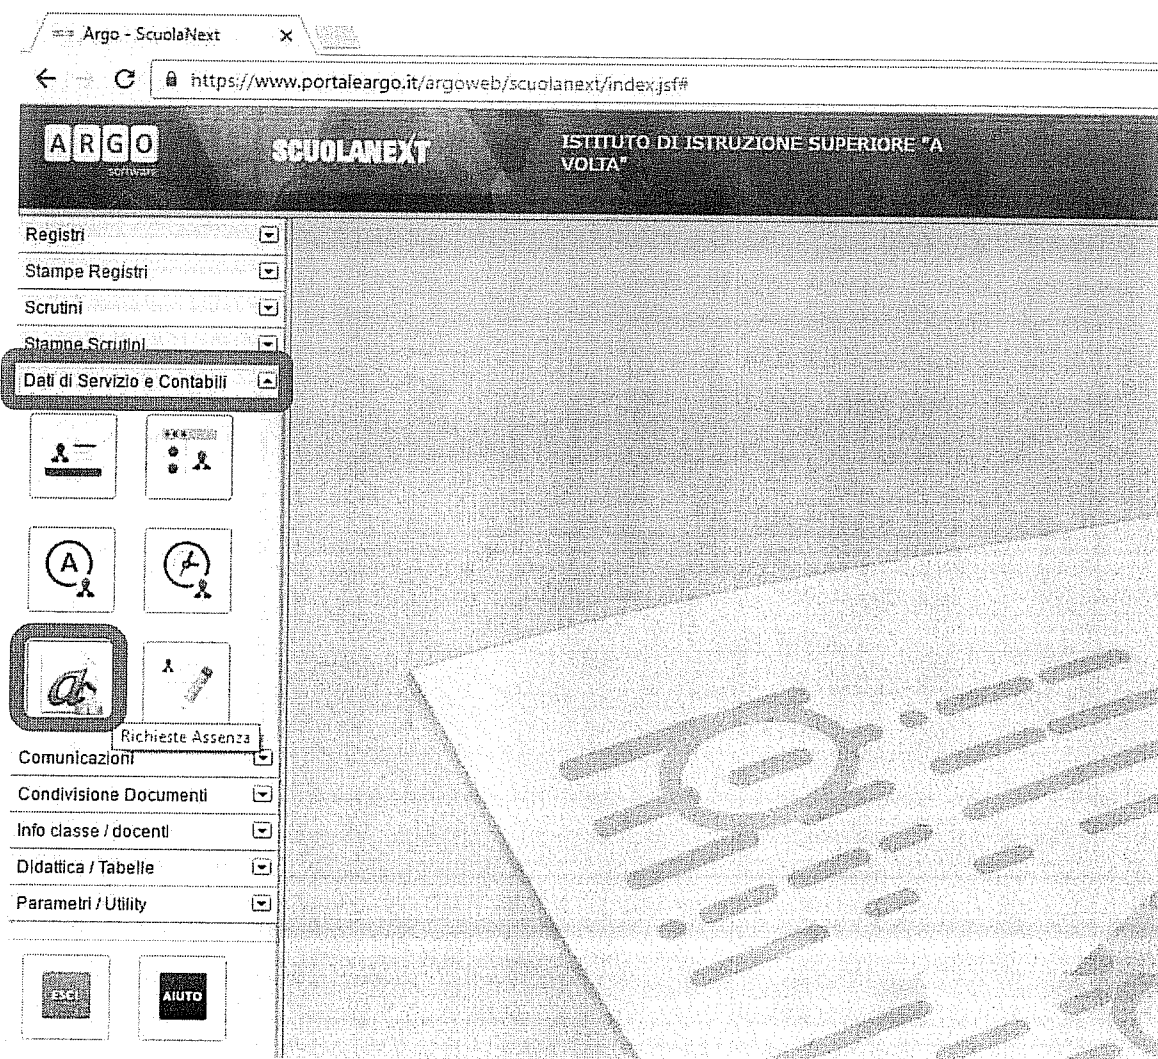 Argo - ScuolaNext
https://www.portaleargo.it/argoweb/scuolanext/index.jsf#
ARGO
software
SCUOLANEXT
ISTITUTO DI ISTRUZIONE SUPERIORE "A
VOLTA"
Registri
Stampe Registri
Scrutini
Stampe Scrutini
Dati di Servizio e Contabili
A
a
Richieste Assenza
Comunicazioni
Condivisione Documenti
Info classe / docenti
Didattica / Tabelle
Parametri / Utility
ESCI
AIUTO